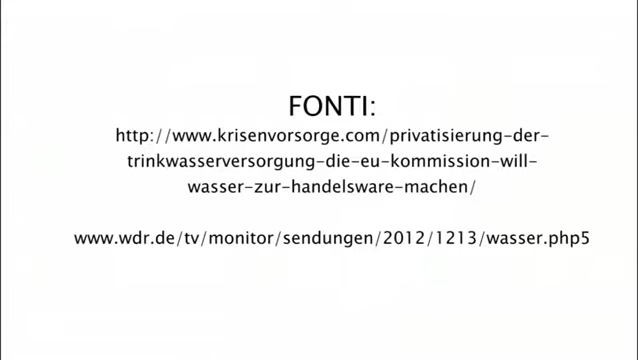 FONTI:
http://www.krisenvorsorge.com/privatisierung-der-
trinkwasserversorgung-die-eu-kommission-will-
wasser-zur-handelsware-machen/
www.wdr.de/tv/monitor/sendungen/2012/1213/wasser.php5